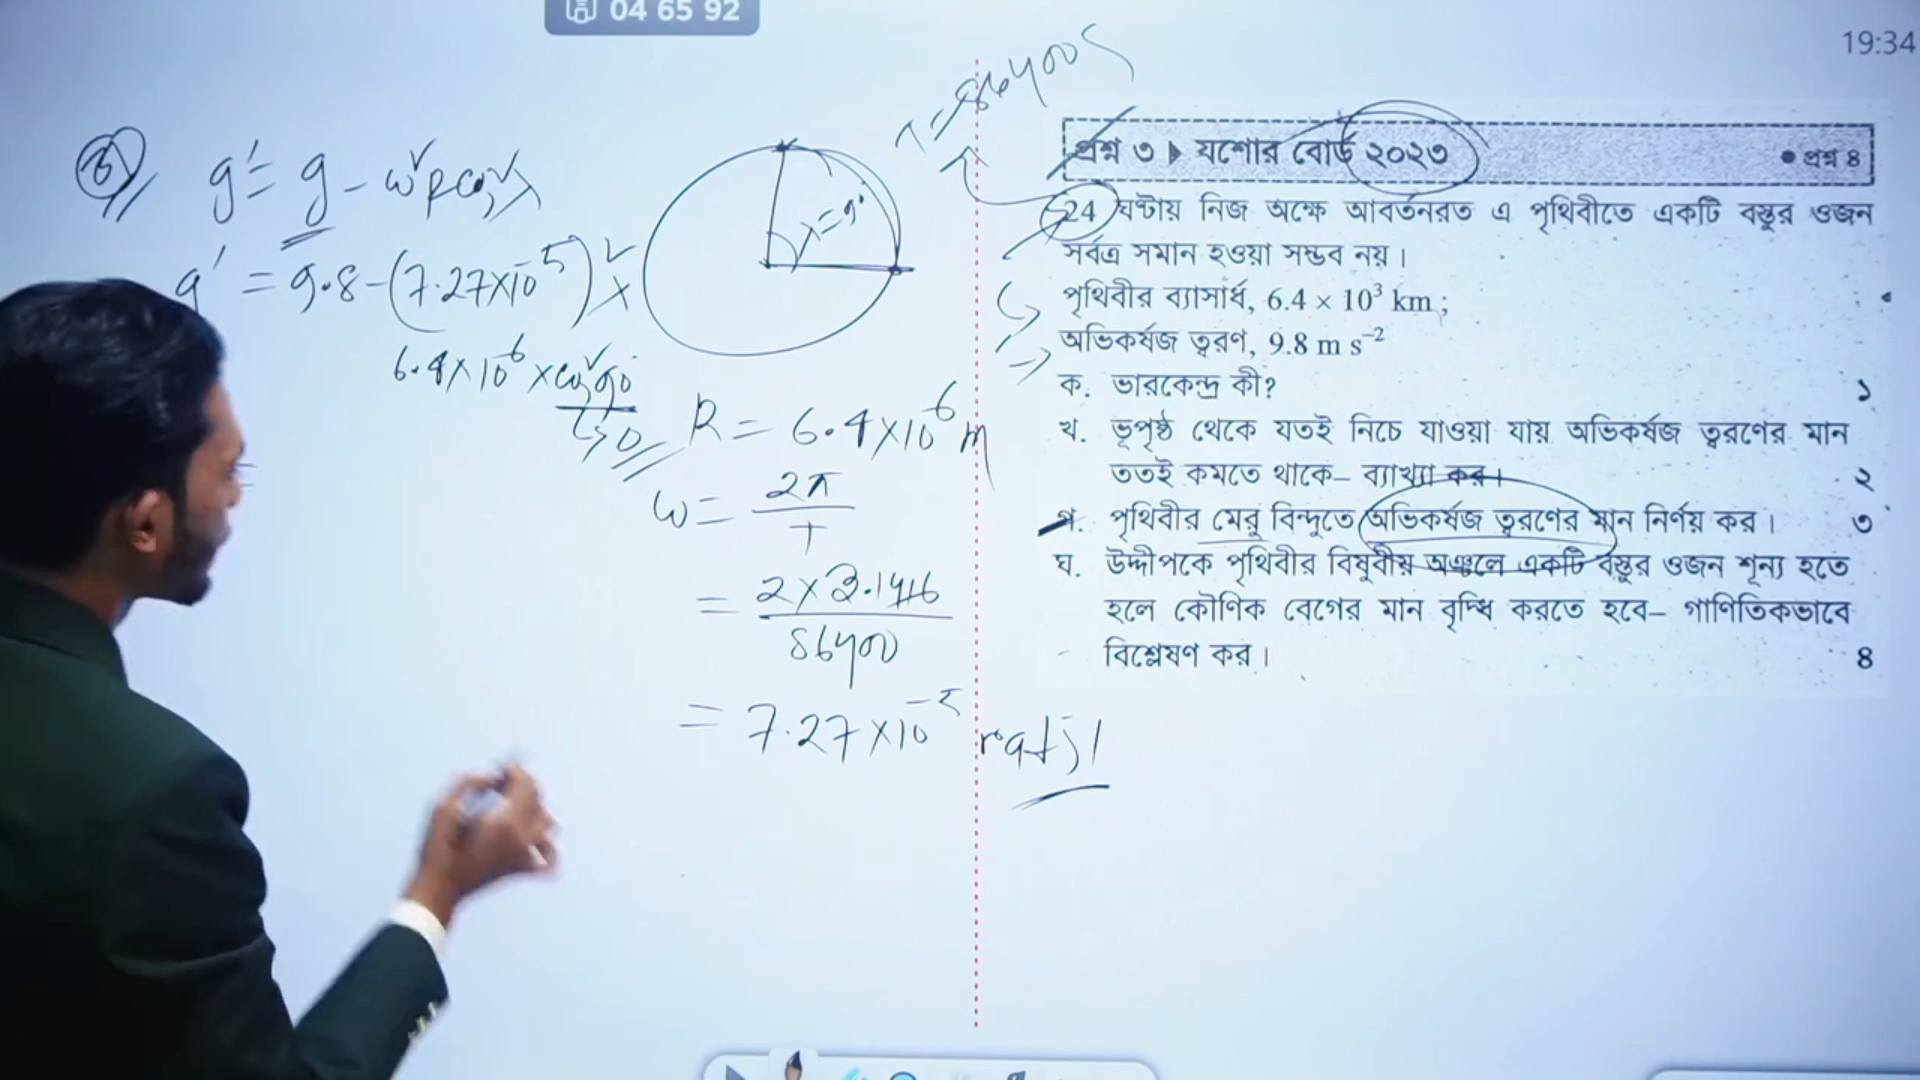 04 65 92
19:34
T = 86400 S
গ) g' = g - ω²Rcos²λ
g' = 9.8 - (7.27×10⁻⁵)² ×
6.4×10⁶ × cos²90°
↳ 0
λ=90°
R = 6.4×10⁶ m
ω = 2π / T
= 2 × 3.1416 / 86400
= 7.27×10⁻⁵ rads⁻¹
প্রশ্ন ৩ ▶ যশোর বোর্ড ২০২৩ ● প্রশ্ন ৪
24 ঘণ্টায় নিজ অক্ষে আবর্তনরত এ পৃথিবীতে একটি বস্তুর ওজন
সর্বত্র সমান হওয়া সম্ভব নয়।
পৃথিবীর ব্যাসার্ধ, 6.4 × 10³ km ;
অভিকর্ষজ ত্বরণ, 9.8 m s⁻²
ক. ভারকেন্দ্র কী? ১
খ. ভূপৃষ্ঠ থেকে যতই নিচে যাওয়া যায় অভিকর্ষজ ত্বরণের মান
ততই কমতে থাকে– ব্যাখ্যা কর। ২
গ. পৃথিবীর মেরু বিন্দুতে অভিকর্ষজ ত্বরণের মান নির্ণয় কর। ৩
ঘ. উদ্দীপকে পৃথিবীর বিষুবীয় অঞ্চলে একটি বস্তুর ওজন শূন্য হতে
হলে কৌণিক বেগের মান বৃদ্ধি করতে হবে– গাণিতিকভাবে
বিশ্লেষণ কর। ৪